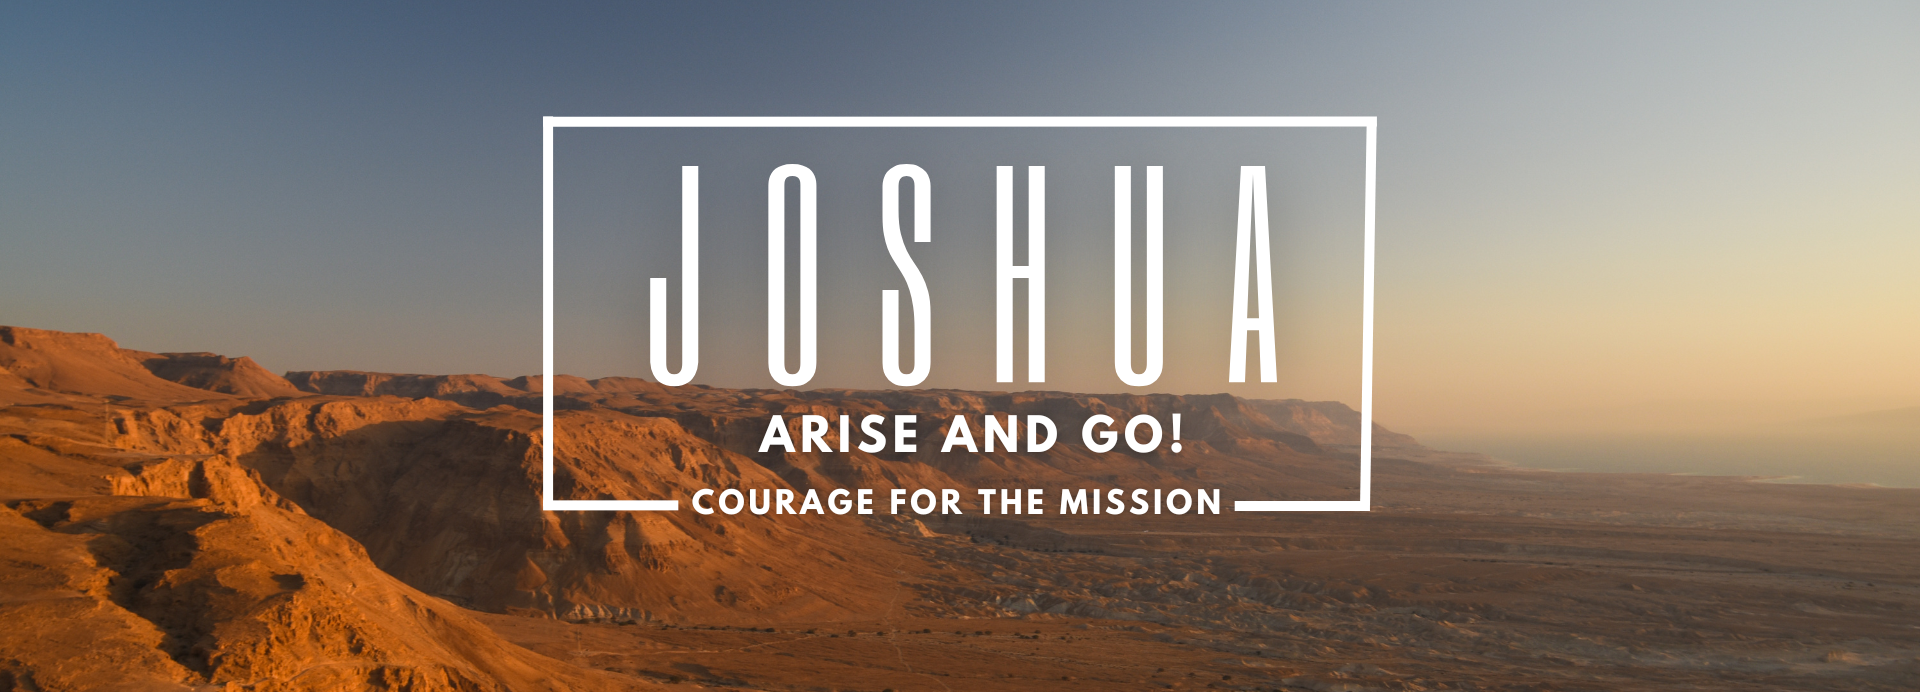 JOSHUA
ARISE AND GO!
COURAGE FOR THE MISSION